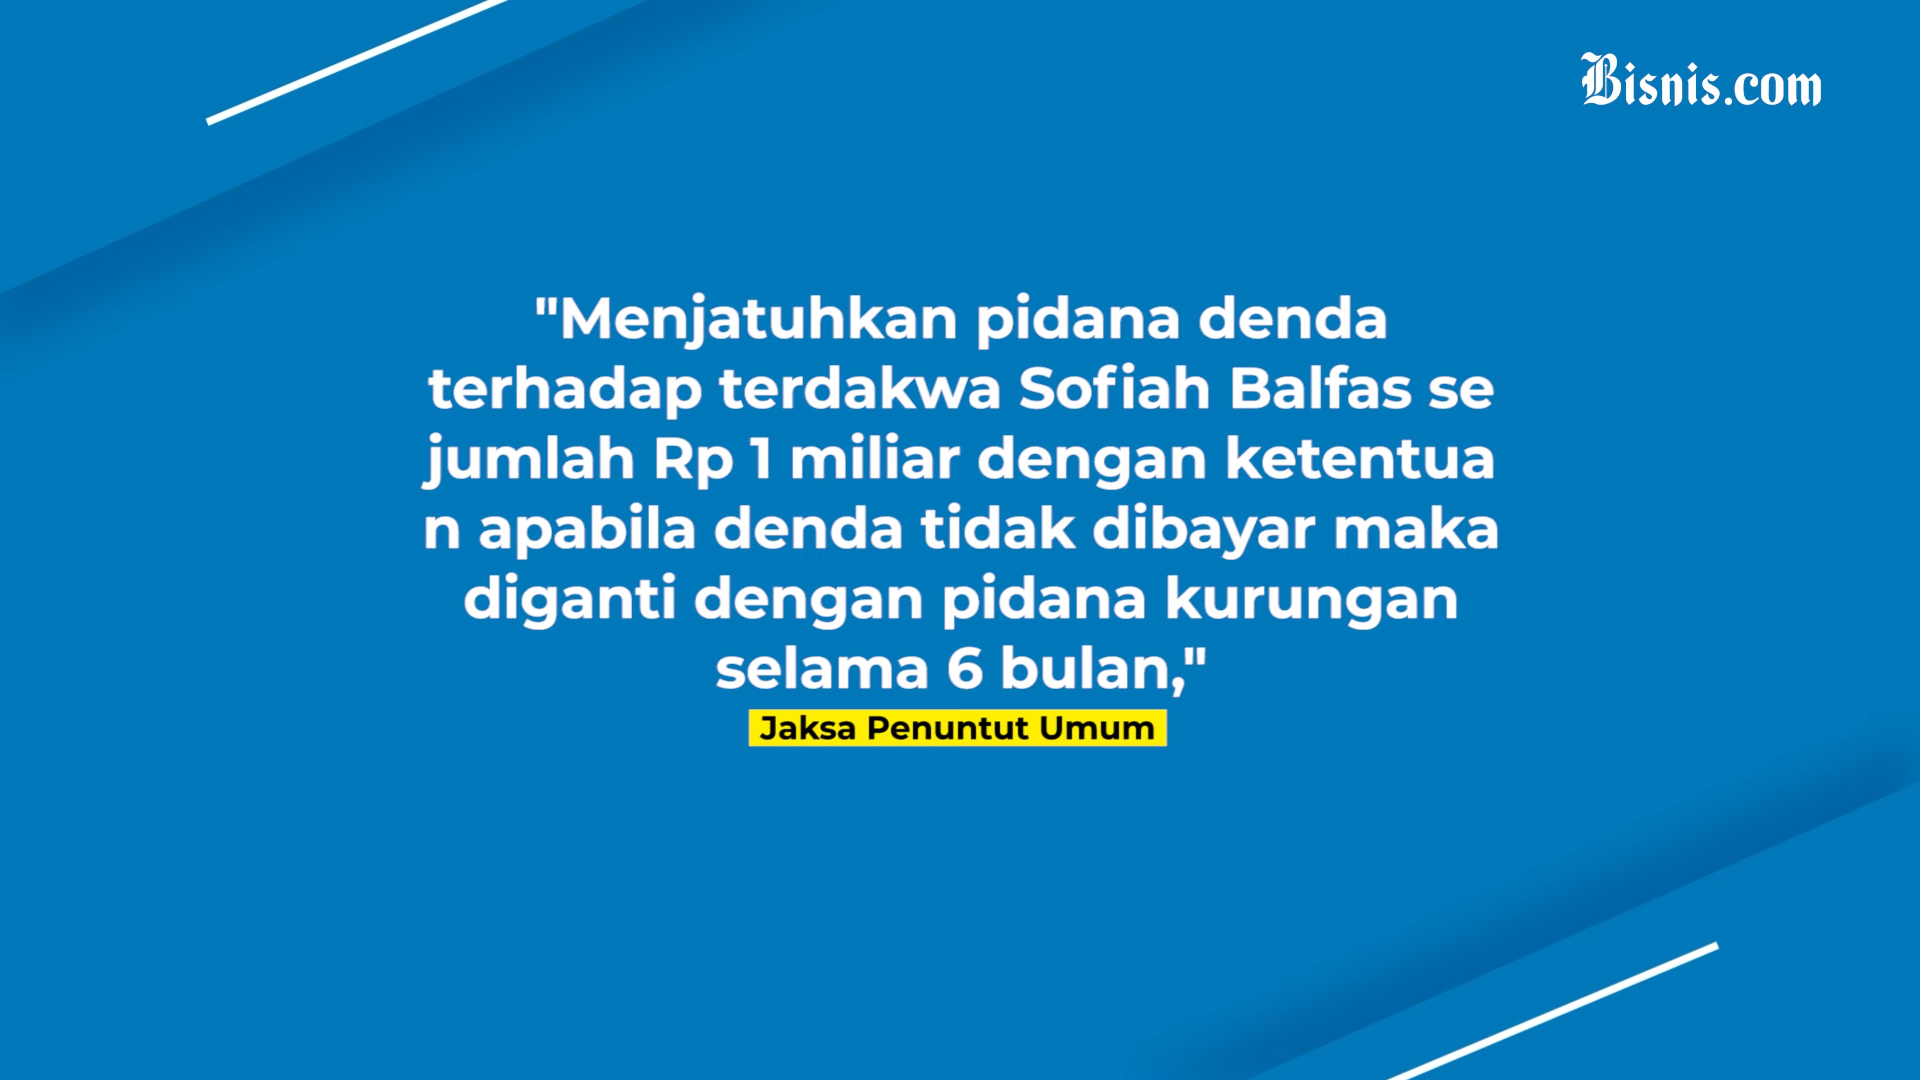 Bisnis.com
"Menjatuhkan pidana denda
terhadap terdakwa Sofiah Balfas se
jumlah Rp 1 miliar dengan ketentua
n apabila denda tidak dibayar maka
diganti dengan pidana kurungan
selama 6 bulan,"
Jaksa Penuntut Umum